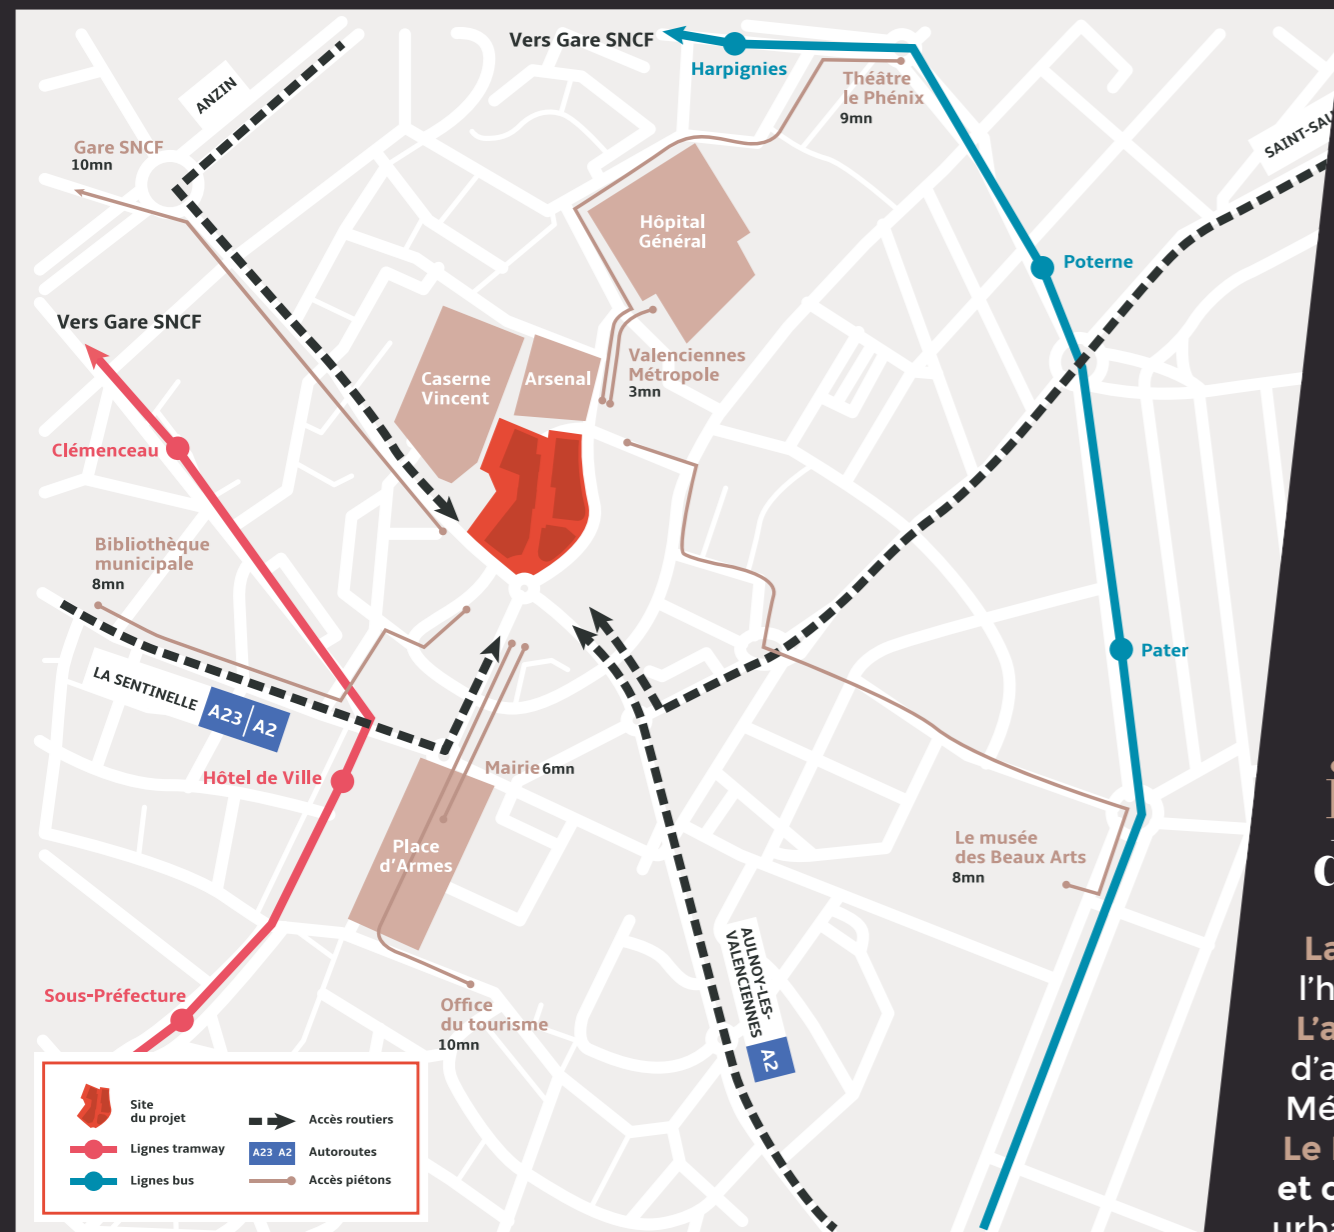 Vers Gare SNCF
Harpignies
Théâtre
le Phénix
9mn
ANZIN
Gare SNCF
10mn
Hôpital
Général
Poterne
Vers Gare SNCF
Valenciennes
Métropole
3mn
Caserne
Vincent
Arsenal
Clémenceau
Bibliothèque
municipale
8mn
LA SENTINELLE
A23 A2
Pater
Hôtel de Ville
Mairie 6mn
Place
d'Armes
Le musée
des Beaux Arts
8mn
AULNOY-LES-
VALENCIENNES
A2
Sous-Préfecture
Office
du tourisme
10mn
Site
du projet
Lignes tramway
Lignes bus
Accès routiers
A23 A2
Autoroutes
Accès piétons